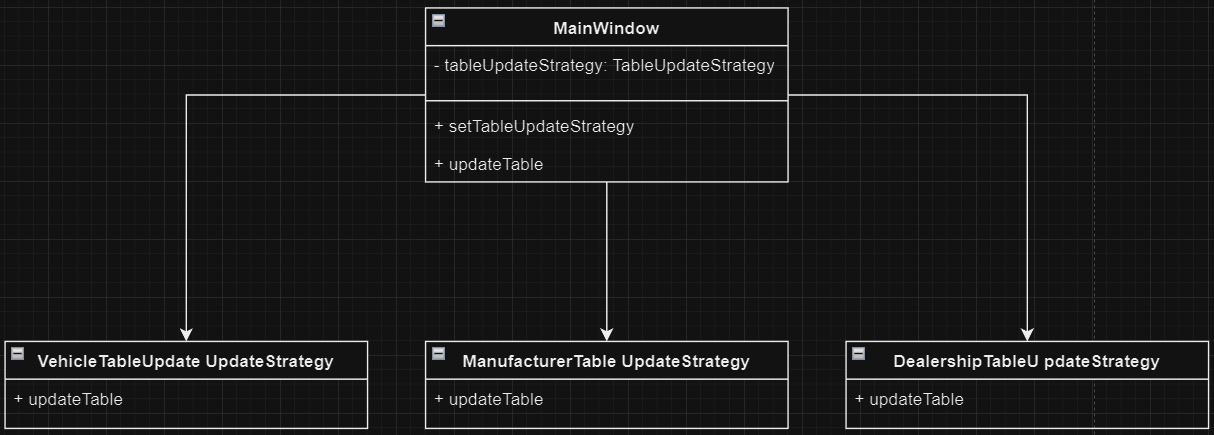 MainWindow
- tableUpdateStrategy: TableUpdateStrategy
+ setTableUpdateStrategy
+ updateTable
VehicleTableUpdate UpdateStrategy
+ updateTable
ManufacturerTable UpdateStrategy
+ updateTable
DealershipTableU pdateStrategy
+ updateTable